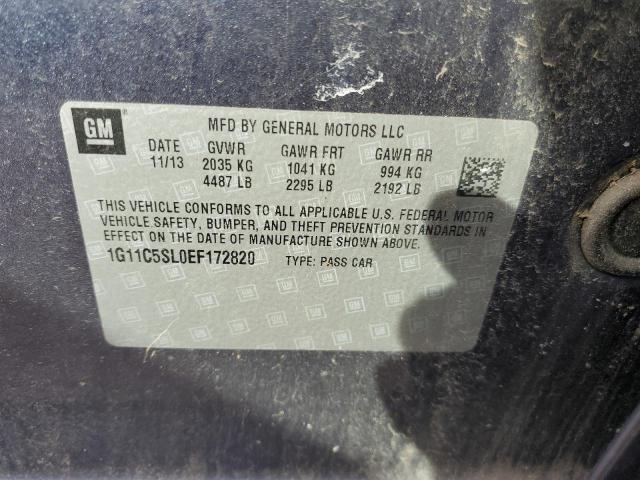 GM
MFD BY GENERAL MOTORS LLC
DATE GVWR GAWR FRT GAWR RR
11/13 2035 KG 1041 KG 994 KG
4487 LB 2295 LB 2192 LB
THIS VEHICLE CONFORMS TO ALL APPLICABLE U.S. FEDERAL MOTOR
VEHICLE SAFETY, BUMPER, AND THEFT PREVENTION STANDARDS IN
EFFECT ON THE DATE OF MANUFACTURE SHOWN ABOVE.
1G11C5SL0EF172820 TYPE: PASS CAR